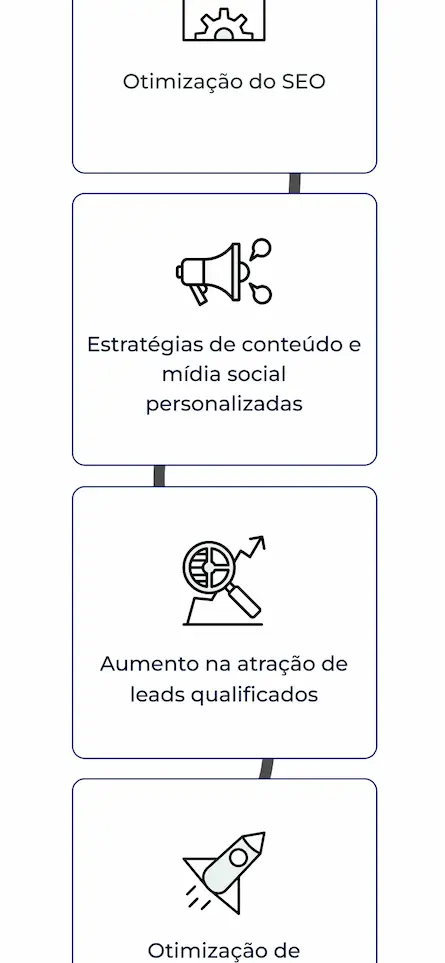 Otimização do SEO
Estratégias de conteúdo e
mídia social
personalizadas
Aumento na atração de
leads qualificados
Otimização de